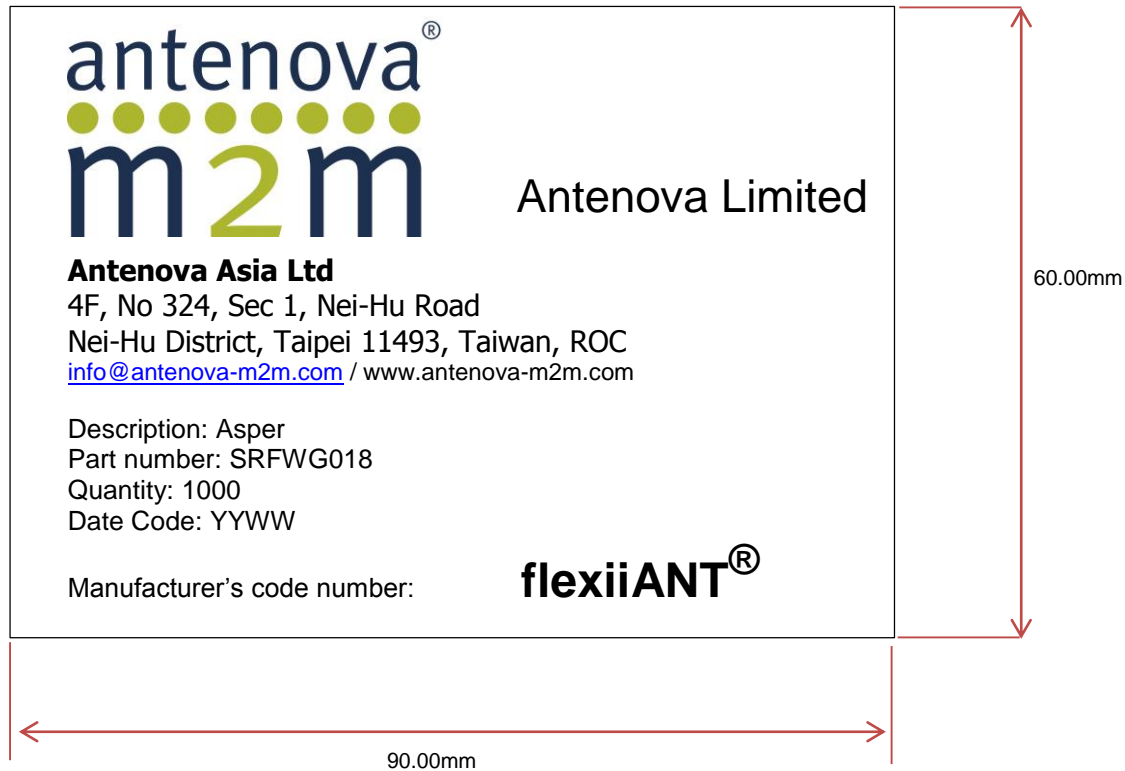 antenova®
m2m
Antenova Limited
Antenova Asia Ltd
4F, No 324, Sec 1, Nei-Hu Road
Nei-Hu District, Taipei 11493, Taiwan, ROC
info@antenova-m2m.com / www.antenova-m2m.com
Description: Asper
Part number: SRFWG018
Quantity: 1000
Date Code: YYWW
Manufacturer’s code number: flexiiANT®
60.00mm
90.00mm